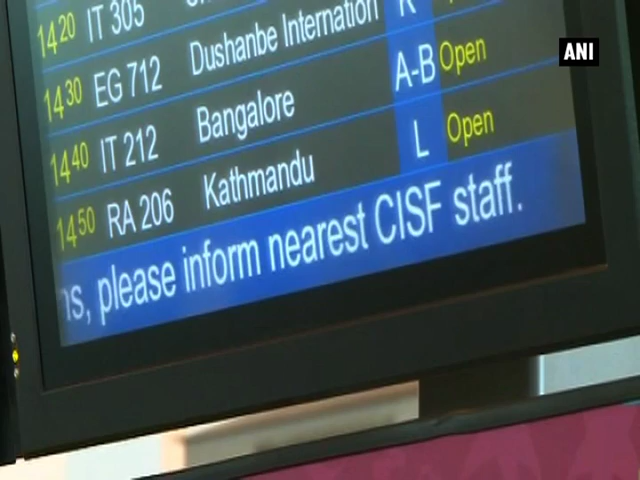 14 20 IT 305
14 30 EG 712 Dushanbe International K
14 40 IT 212 Bangalore A-B Open
14 50 RA 206 Kathmandu L Open
ns, please inform nearest CISF staff.
ANI